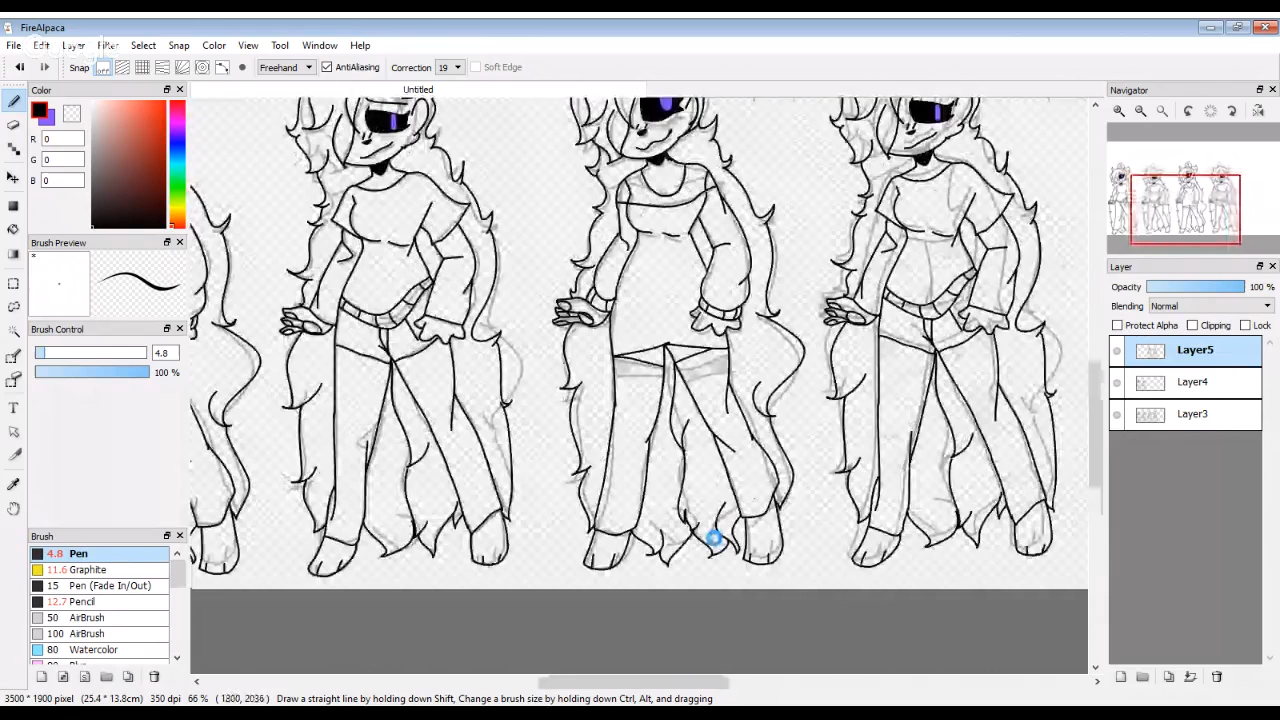 FireAlpaca
File Edit Layer Filter Select Snap Color View Tool Window Help
Snap off Freehand AntiAliasing Correction 19 Soft Edge
Color
Untitled
Navigator
R 0
G 0
B 0
Brush Preview
Layer
Opacity 100 %
Blending Normal
Protect Alpha Clipping Lock
Brush Control
4.8
100 %
Layer5
Layer4
Layer3
Brush
4.8 Pen
11.6 Graphite
15 Pen (Fade In/Out)
12.7 Pencil
50 AirBrush
100 AirBrush
Watercolor
3500 * 1900 pixel (25.4 * 13.8cm) 350 dpi 66 % ( 1800, 2036 ) Draw a straight line by holding down Shift, Change a brush size by holding down Ctrl, Alt, and dragging